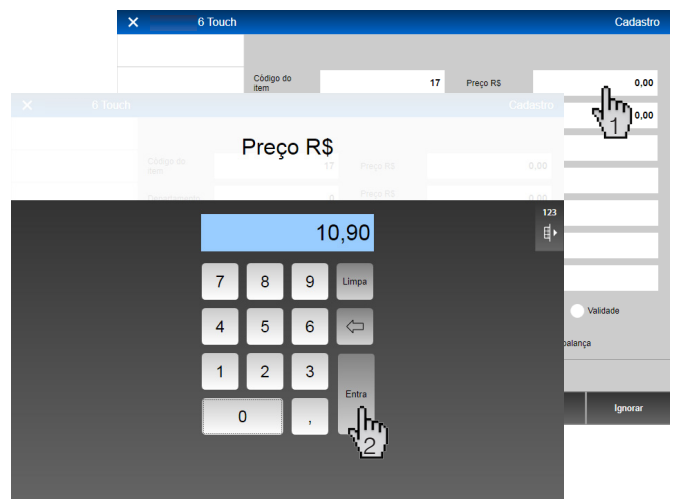 6 Touch Cadastro
Código do item 17 Preço R$ 0,00
0,00
1
6 Touch Cadastro
Preço R$
Código do item 17 Preço R$ 0,00
Departamento 0 Preço R$ 0,00
123
10,90
7 8 9 Limpa
4 5 6
1 2 3
Entra
0 ,
2
Validade
balança
Ignorar